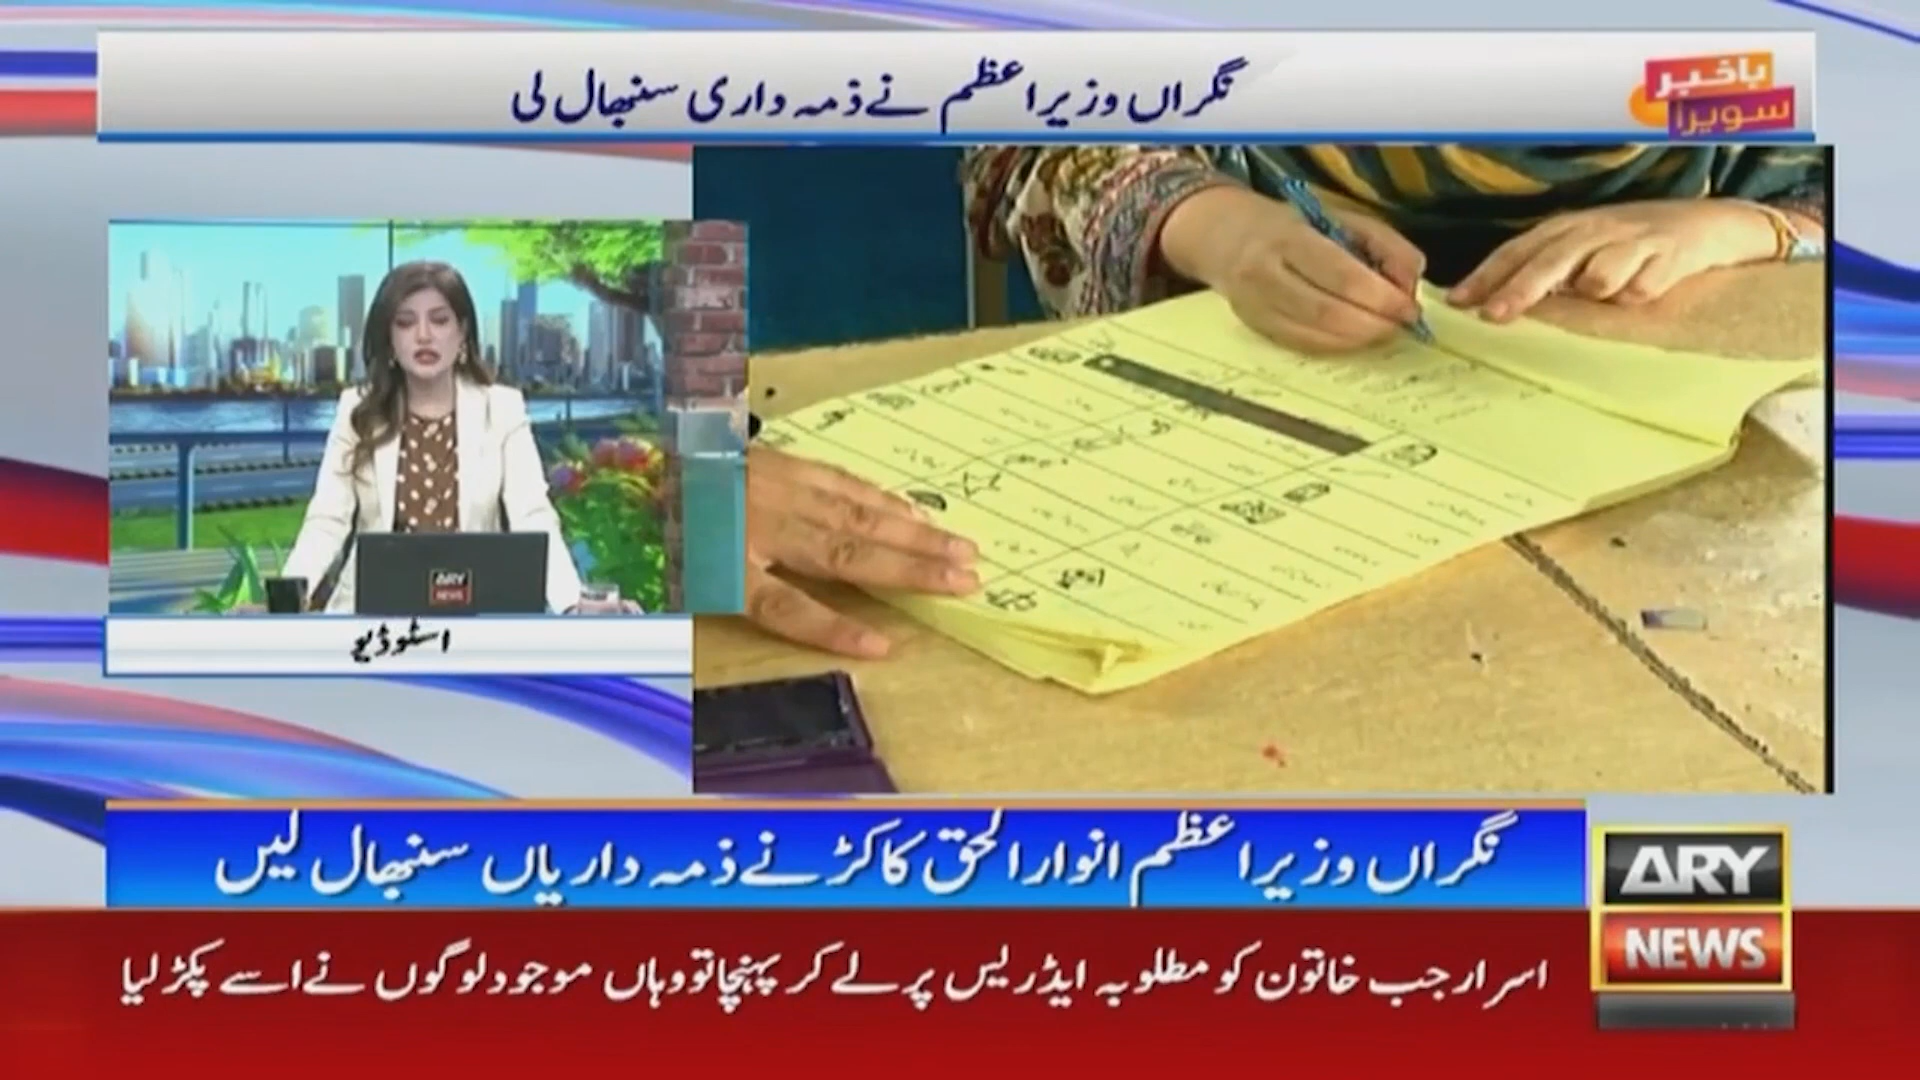 نگراں وزیراعظم نے ذمہ داری سنبھال لی
باخبر
سویرا
ARY
NEWS
اسٹوڈیو
نگراں وزیراعظم انوارالحق کاکڑ نے ذمہ داریاں سنبھال لیں
ARY
NEWS
اسرار جب خاتون کو مطلوبہ ایڈریس پر لے کر پہنچا تو وہاں موجود لوگوں نے اسے پکڑ لیا